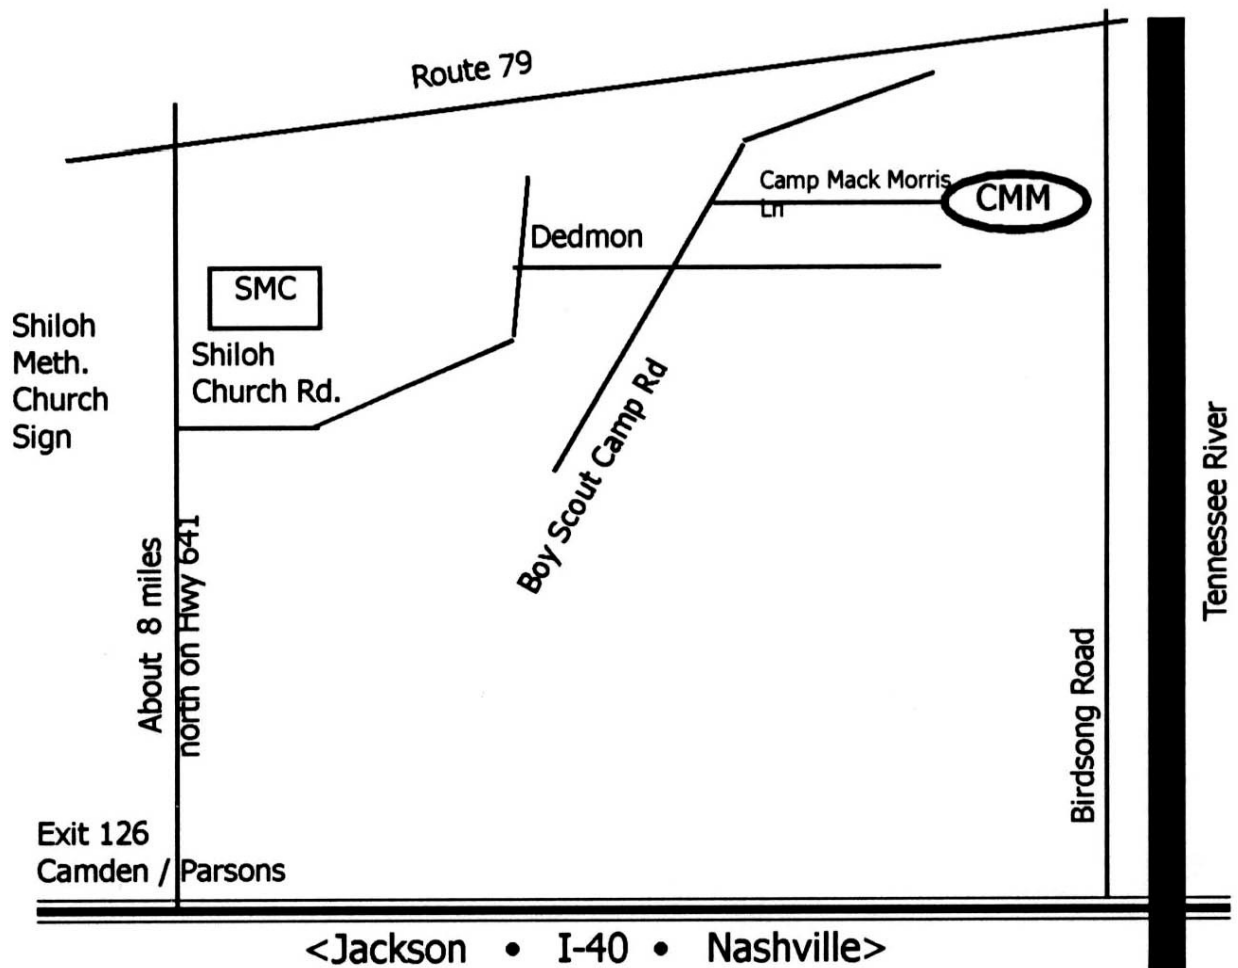 Route 79
Camp Mack Morris
Ln
CMM
Dedmon
SMC
Shiloh
Meth.
Church
Sign
Shiloh
Church Rd.
Boy Scout Camp Rd
Tennessee River
About 8 miles
north on Hwy 641
Birdsong Road
Exit 126
Camden / Parsons
<Jackson • I-40 • Nashville>